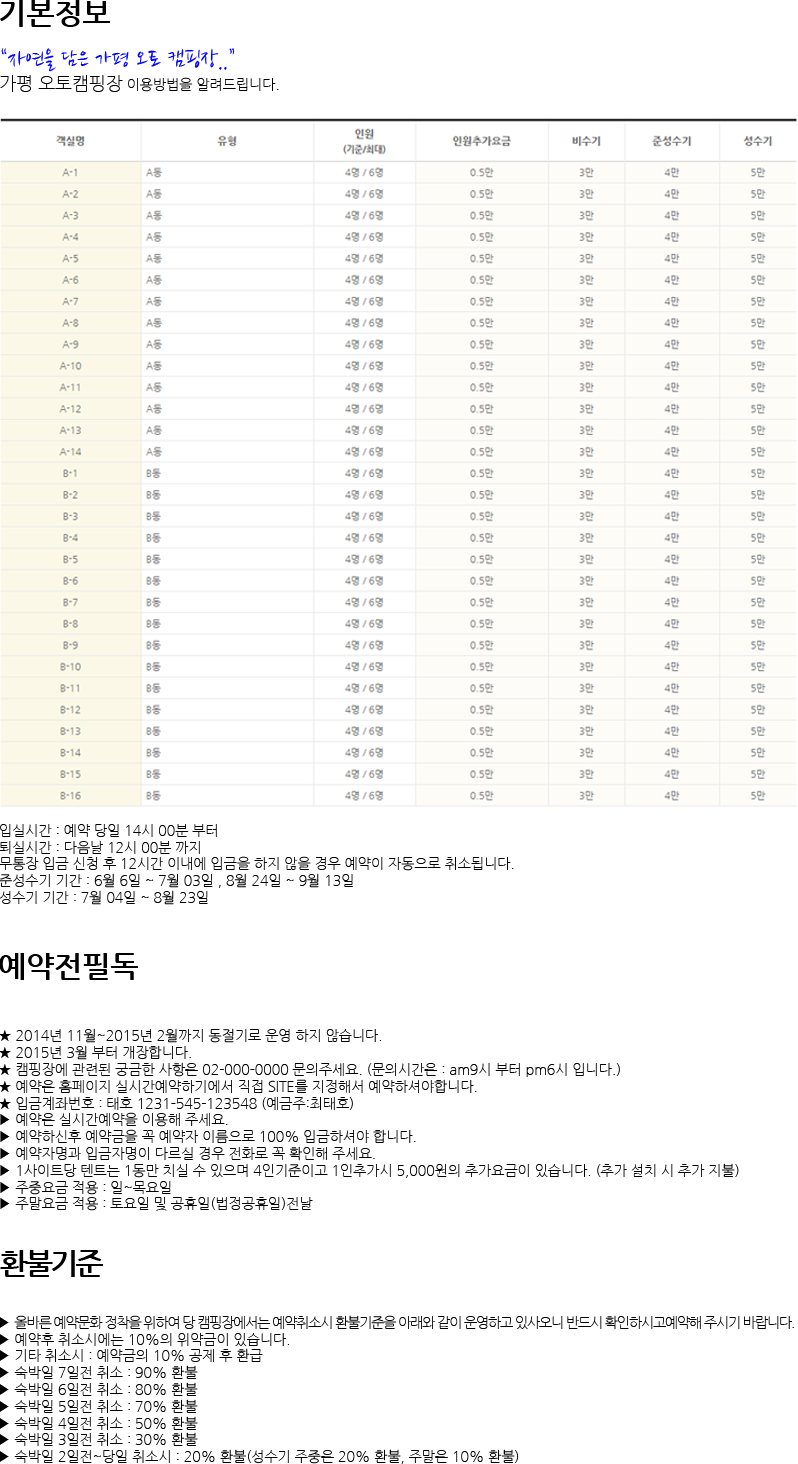 기본정보
“자연을 담은 가평 오토 캠핑장..”
가평 오토캠핑장 이용방법을 알려드립니다.
객실명 유형 인원 (기준/최대) 인원추가요금 비수기 준성수기 성수기
A-1 A동 4명 / 6명 0.5만 3만 4만 5만
A-2 A동 4명 / 6명 0.5만 3만 4만 5만
A-3 A동 4명 / 6명 0.5만 3만 4만 5만
A-4 A동 4명 / 6명 0.5만 3만 4만 5만
A-5 A동 4명 / 6명 0.5만 3만 4만 5만
A-6 A동 4명 / 6명 0.5만 3만 4만 5만
A-7 A동 4명 / 6명 0.5만 3만 4만 5만
A-8 A동 4명 / 6명 0.5만 3만 4만 5만
A-9 A동 4명 / 6명 0.5만 3만 4만 5만
A-10 A동 4명 / 6명 0.5만 3만 4만 5만
A-11 A동 4명 / 6명 0.5만 3만 4만 5만
A-12 A동 4명 / 6명 0.5만 3만 4만 5만
A-13 A동 4명 / 6명 0.5만 3만 4만 5만
A-14 A동 4명 / 6명 0.5만 3만 4만 5만
B-1 B동 4명 / 6명 0.5만 3만 4만 5만
B-2 B동 4명 / 6명 0.5만 3만 4만 5만
B-3 B동 4명 / 6명 0.5만 3만 4만 5만
B-4 B동 4명 / 6명 0.5만 3만 4만 5만
B-5 B동 4명 / 6명 0.5만 3만 4만 5만
B-6 B동 4명 / 6명 0.5만 3만 4만 5만
B-7 B동 4명 / 6명 0.5만 3만 4만 5만
B-8 B동 4명 / 6명 0.5만 3만 4만 5만
B-9 B동 4명 / 6명 0.5만 3만 4만 5만
B-10 B동 4명 / 6명 0.5만 3만 4만 5만
B-11 B동 4명 / 6명 0.5만 3만 4만 5만
B-12 B동 4명 / 6명 0.5만 3만 4만 5만
B-13 B동 4명 / 6명 0.5만 3만 4만 5만
B-14 B동 4명 / 6명 0.5만 3만 4만 5만
B-15 B동 4명 / 6명 0.5만 3만 4만 5만
B-16 B동 4명 / 6명 0.5만 3만 4만 5만
입실시간 : 예약 당일 14시 00분 부터
퇴실시간 : 다음날 12시 00분 까지
무통장 입금 신청 후 12시간 이내에 입금을 하지 않을 경우 예약이 자동으로 취소됩니다.
준성수기 기간 : 6월 6일 ~ 7월 03일 , 8월 24일 ~ 9월 13일
성수기 기간 : 7월 04일 ~ 8월 23일
예약전필독
★ 2014년 11월~2015년 2월까지 동절기로 운영 하지 않습니다.
★ 2015년 3월 부터 개장합니다.
★ 캠핑장에 관련된 궁금한 사항은 02-000-0000 문의주세요. (문의시간은 : am9시 부터 pm6시 입니다.)
★ 예약은 홈페이지 실시간예약하기에서 직접 SITE를 지정해서 예약하셔야합니다.
★ 입금계좌번호 : 태호 1231-545-123548 (예금주:최태호)
▶ 예약은 실시간예약을 이용해 주세요.
▶ 예약하신후 예약금을 꼭 예약자 이름으로 100% 입금하셔야 합니다.
▶ 예약자명과 입금자명이 다르실 경우 전화로 꼭 확인해 주세요.
▶ 1사이트당 텐트는 1동만 치실 수 있으며 4인기준이고 1인추가시 5,000원의 추가요금이 있습니다. (추가 설치 시 추가 지불)
▶ 주중요금 적용 : 일~목요일
▶ 주말요금 적용 : 토요일 및 공휴일(법정공휴일)전날
환불기준
▶ 올바른 예약문화 정착을 위하여 당 캠핑장에서는 예약취소시 환불기준을 아래와 같이 운영하고 있사오니 반드시 확인하시고예약해 주시기 바랍니다.
▶ 예약후 취소시에는 10%의 위약금이 있습니다.
▶ 기타 취소시 : 예약금의 10% 공제 후 환급
▶ 숙박일 7일전 취소 : 90% 환불
▶ 숙박일 6일전 취소 : 80% 환불
▶ 숙박일 5일전 취소 : 70% 환불
▶ 숙박일 4일전 취소 : 50% 환불
▶ 숙박일 3일전 취소 : 30% 환불
▶ 숙박일 2일전~당일 취소시 : 20% 환불(성수기 주중은 20% 환불, 주말은 10% 환불)